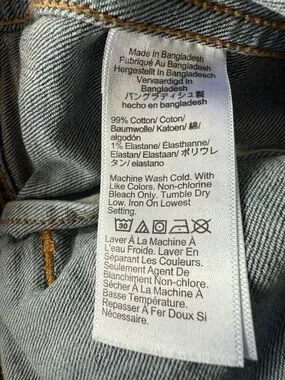 Made In Bangladesh
Fabriqué Au Bangladesh
Hergestellt In Bangladesch
Vervaardigd In
Bangladesh
バングラディシュ製
hecho en bangladesh
99% Cotton/ Coton/
Baumwolle/ Katoen/ 綿/
algodón
1% Elastane/ Élasthanne/
Elastan/ Elastaan/ ポリウレ
タン/ elastano
Machine Wash Cold. With
Like Colors. Non-chlorine
Bleach Only. Tumble Dry
Low. Iron On Lowest
Setting.
30
Laver À La Machine À
L'eau Froide. Laver En
Séparant Les Couleurs.
Seulement Agent De
Blanchiment Non-chlore.
Sécher À La Machine À
Basse Température.
Repasser À Fer Doux Si
Nécessaire.